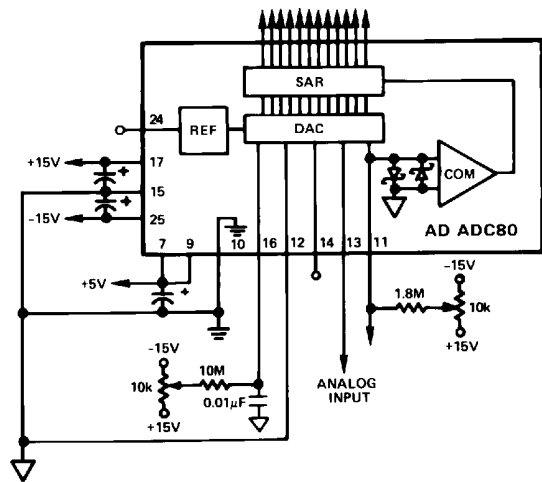 SAR
24
REF
DAC
+15V
17
COM
15
-15V
25
AD ADC80
7
9
10
16
12
14
13
11
+5V
-15V
1.8M
10k
-15V
+15V
10M
10k
ANALOG
INPUT
0.01µF
+15V